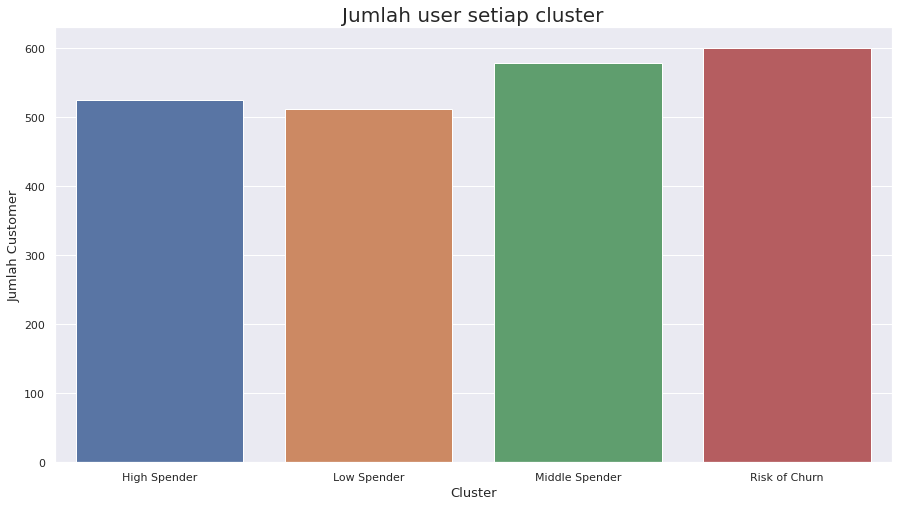 Jumlah user setiap cluster
600
500
400
300
200
100
0
Jumlah Customer
High Spender
Low Spender
Middle Spender
Risk of Churn
Cluster